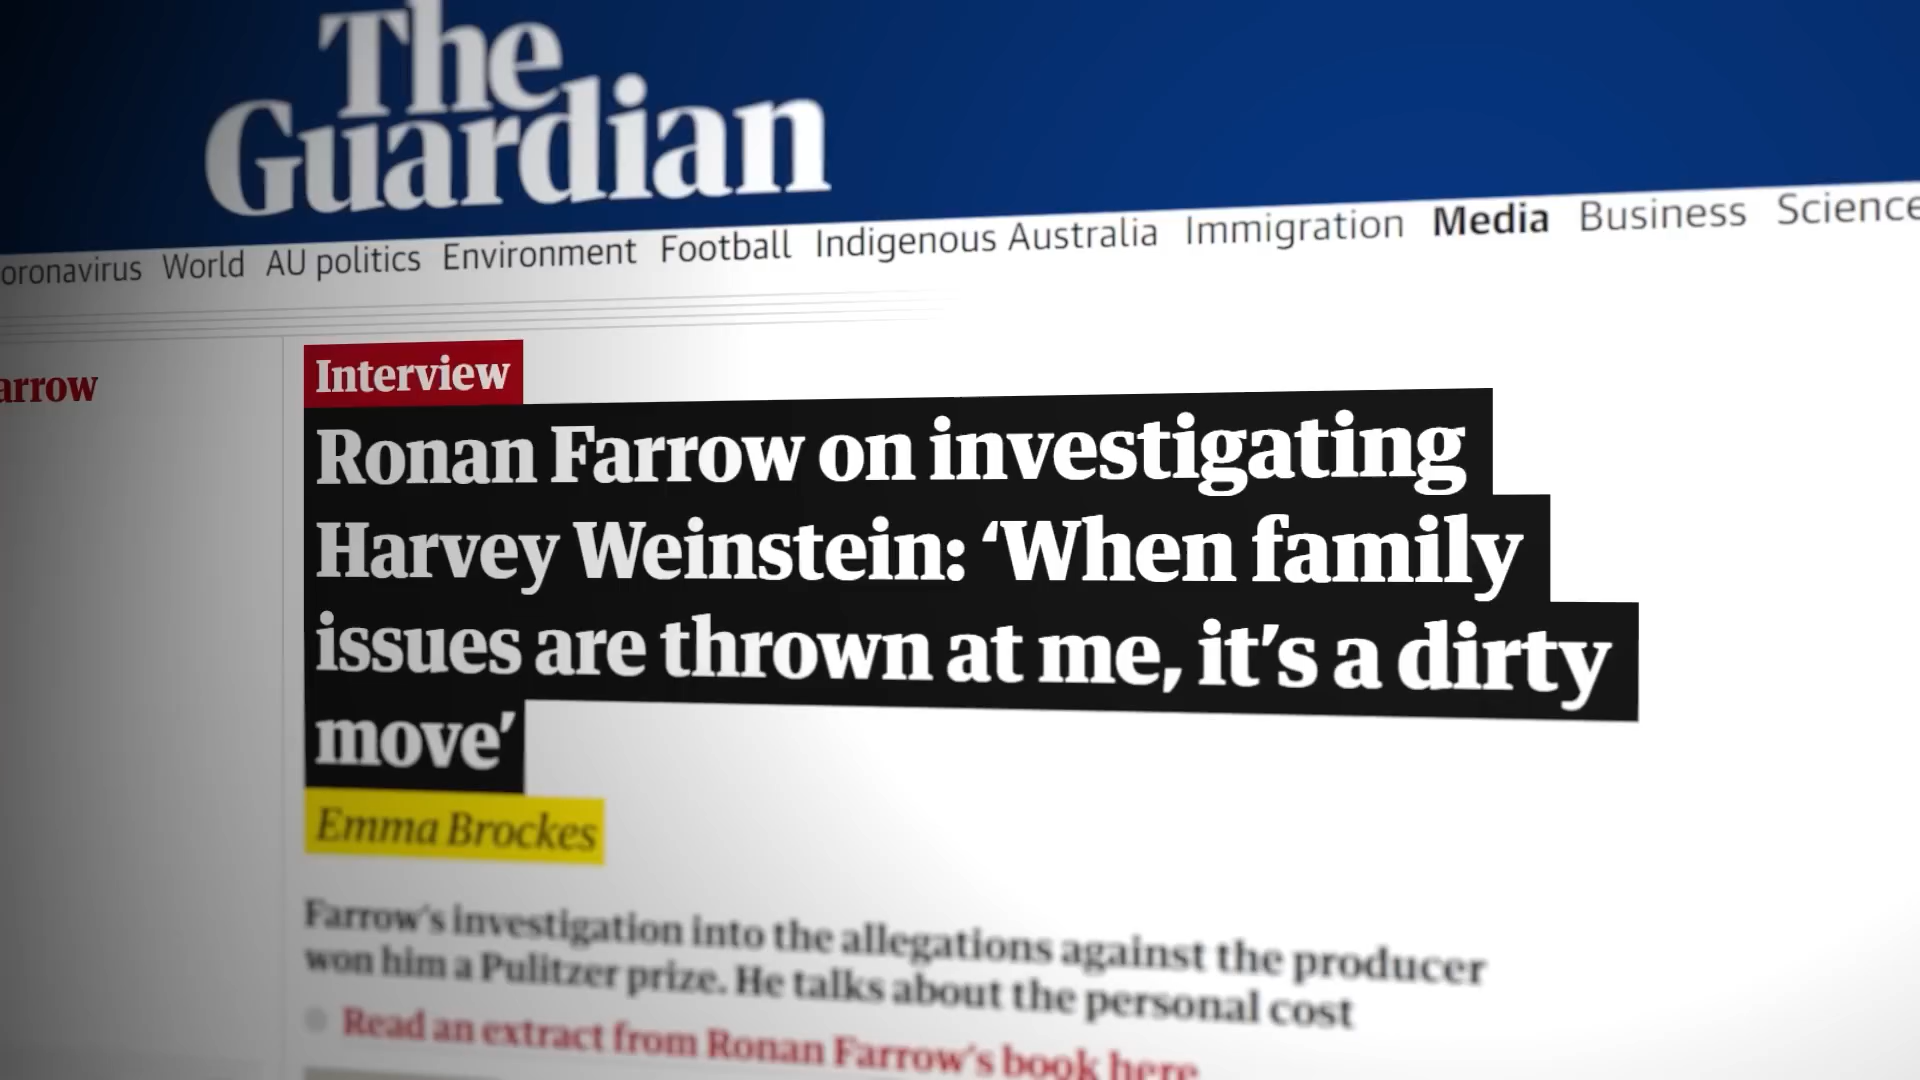 The
Guardian
oronavirus World AU politics Environment Football Indigenous Australia Immigration Media Business Science
arrow
Interview
Ronan Farrow on investigating
Harvey Weinstein: ‘When family
issues are thrown at me, it’s a dirty
move’
Emma Brockes
Farrow’s investigation into the allegations against the producer
won him a Pulitzer prize. He talks about the personal cost
Read an extract from Ronan Farrow’s book here